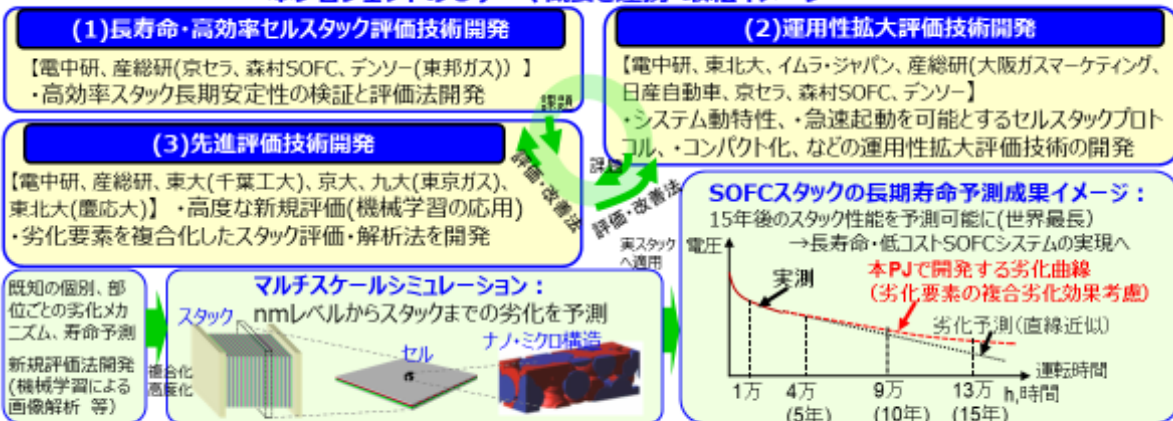 (1)長寿命・高効率セルスタック評価技術開発
【電中研、産総研(京セラ、森村SOFC、デンソー(東邦ガス)）】
・高効率スタック長期安定性の検証と評価法開発
(2)運用性拡大評価技術開発
【電中研、東北大、イムラ・ジャパン、産総研(大阪ガスマーケティング、
日産自動車、京セラ、森村SOFC、デンソー】
・システム動特性、・急速起動を可能とするセルスタックプロト
コル、・コンパクト化、などの運用性拡大評価技術の開発
課題
評価・改善法
課題
評価・改善法
(3)先進評価技術開発
【電中研、産総研、東大(千葉工大)、京大、九大(東京ガス)、
東北大(慶応大)】 ・高度な新規評価(機械学習の応用)
・劣化要素を複合化したスタック評価・解析法を開発
実スタック
へ適用
既知の個別、部
位ごとの劣化メカ
ニズム、寿命予測
新規評価法開発
(機械学習による
画像解析 等)
複合化
高度化
マルチスケールシミュレーション：
nmレベルからスタックまでの劣化を予測
スタック
セル
ナノ・ミクロ構造
SOFCスタックの長期寿命予測成果イメージ：
15年後のスタック性能を予測可能に(世界最長)
→長寿命・低コストSOFCシステムの実現へ
電圧
実測
本PJで開発する劣化曲線
(劣化要素の複合劣化効果考慮)
劣化予測(直線近似)
運転時間
h,時間
1万 4万 9万 13万
(5年) (10年) (15年)